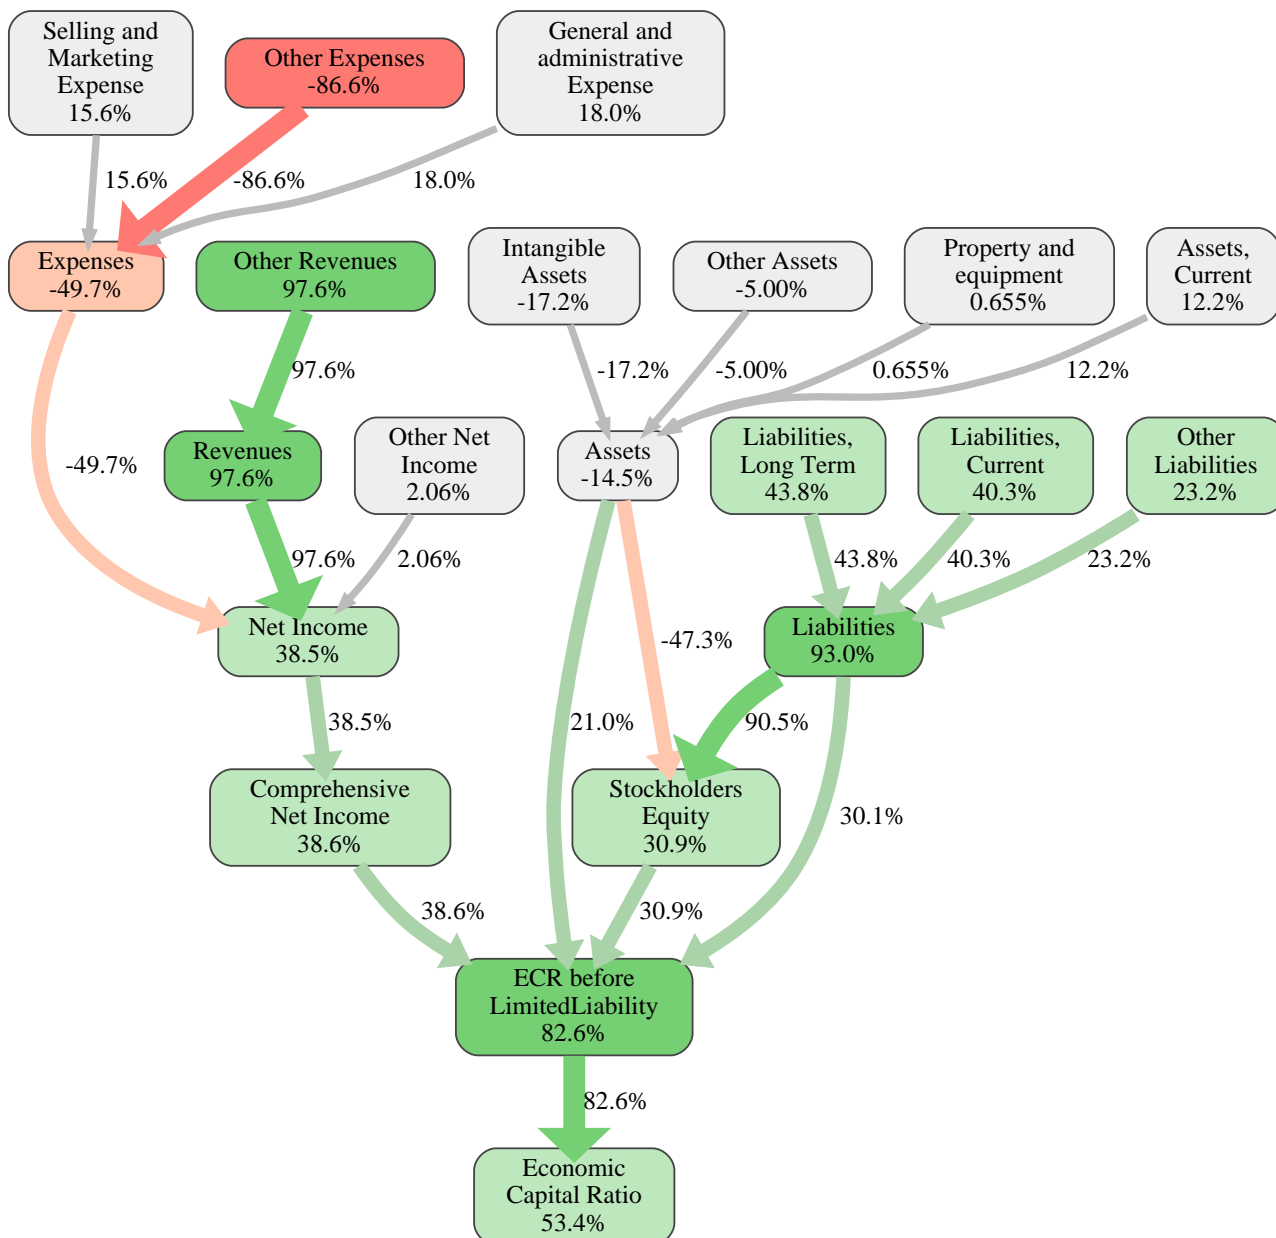 Selling and
Marketing
Expense
15.6%
Other Expenses
-86.6%
General and
administrative
Expense
18.0%
15.6%
-86.6%
18.0%
Expenses
-49.7%
Other Revenues
97.6%
Intangible
Assets
-17.2%
Other Assets
-5.00%
Property and
equipment
0.655%
Assets,
Current
12.2%
97.6%
-17.2%
-5.00%
0.655%
12.2%
-49.7%
Revenues
97.6%
Other Net
Income
2.06%
Assets
-14.5%
Liabilities,
Long Term
43.8%
Liabilities,
Current
40.3%
Other
Liabilities
23.2%
97.6%
2.06%
43.8%
40.3%
23.2%
Net Income
38.5%
-47.3%
Liabilities
93.0%
38.5%
21.0%
90.5%
Comprehensive
Net Income
38.6%
Stockholders
Equity
30.9%
30.1%
38.6%
30.9%
ECR before
LimitedLiability
82.6%
82.6%
Economic
Capital Ratio
53.4%